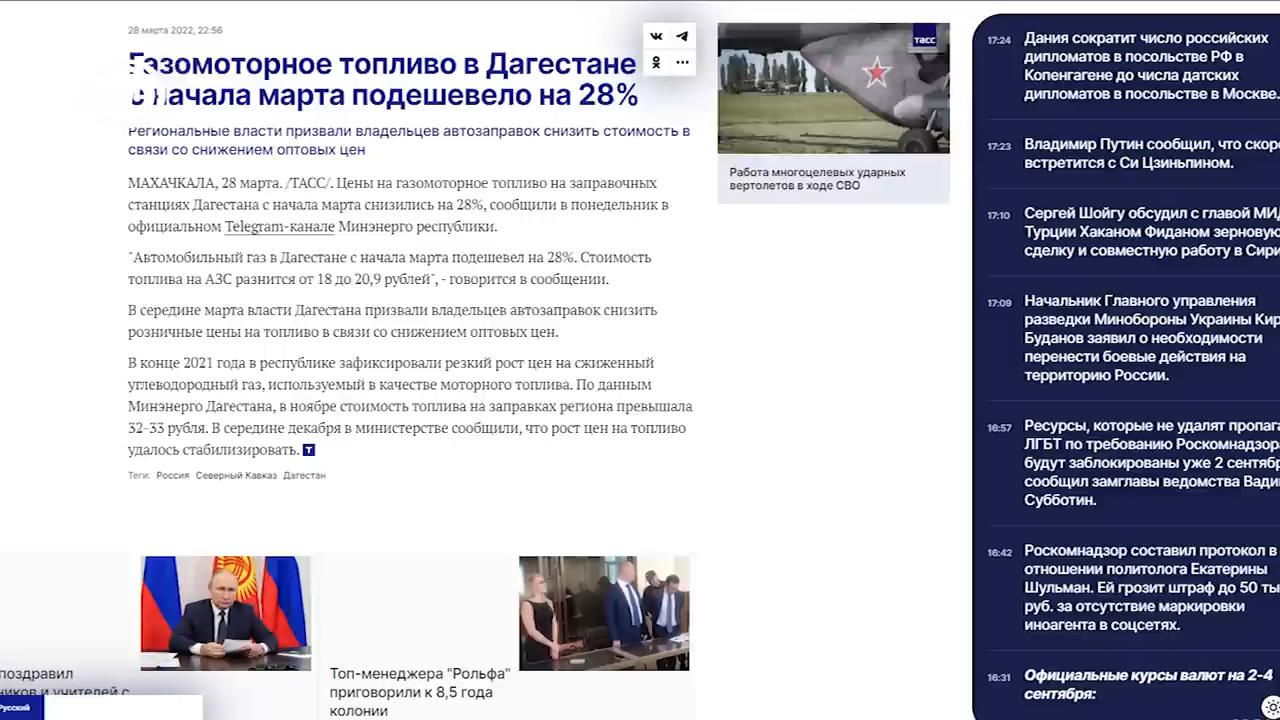 28 марта 2022, 22:56
Газомоторное топливо в Дагестане
с начала марта подешевело на 28%
Региональные власти призвали владельцев автозаправок снизить стоимость в
связи со снижением оптовых цен
МАХАЧКАЛА, 28 марта. /ТАСС/. Цены на газомоторное топливо на заправочных
станциях Дагестана с начала марта снизились на 28%, сообщили в понедельник в
официальном Telegram-канале Минэнерго республики.
"Автомобильный газ в Дагестане с начала марта подешевел на 28%. Стоимость
топлива на АЗС разнится от 18 до 20,9 рублей", - говорится в сообщении.
В середине марта власти Дагестана призвали владельцев автозаправок снизить
розничные цены на топливо в связи со снижением оптовых цен.
В конце 2021 года в республике зафиксировали резкий рост цен на сжиженный
углеводородный газ, используемый в качестве моторного топлива. По данным
Минэнерго Дагестана, в ноябре стоимость топлива на заправках региона превышала
32-33 рубля. В середине декабря в министерстве сообщили, что рост цен на топливо
удалось стабилизировать.
Теги: Россия Северный Кавказ Дагестан
поздравил
ников и учителей с
Русский
Топ-менеджера "Рольфа"
приговорили к 8,5 года
колонии
ТАСС
Работа многоцелевых ударных
вертолетов в ходе СВО
17:24 Дания сократит число российских
дипломатов в посольстве РФ в
Копенгагене до числа датских
дипломатов в посольстве в Москве.
17:23 Владимир Путин сообщил, что скоро
встретится с Си Цзиньпином.
17:10 Сергей Шойгу обсудил с главой МИД
Турции Хаканом Фиданом зерновую
сделку и совместную работу в Сири
17:09 Начальник Главного управления
разведки Минобороны Украины Кир
Буданов заявил о необходимости
перенести боевые действия на
территорию России.
16:57 Ресурсы, которые не удалят пропага
ЛГБТ по требованию Роскомнадзора
будут заблокированы уже 2 сентябр
сообщил замглавы ведомства Вади
Субботин.
16:42 Роскомнадзор составил протокол в
отношении политолога Екатерины
Шульман. Ей грозит штраф до 50 ты
руб. за отсутствие маркировки
иноагента в соцсетях.
16:31 Официальные курсы валют на 2-4
сентября: